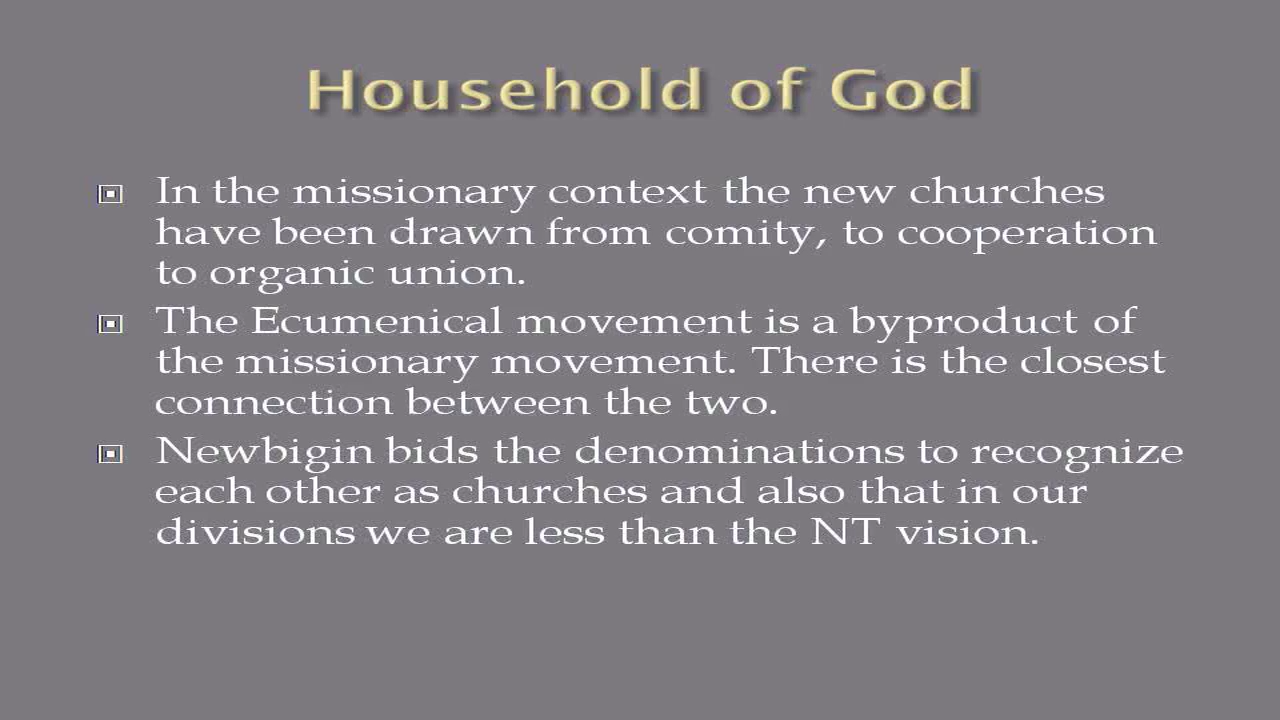 Household of God
In the missionary context the new churches
have been drawn from comity, to cooperation
to organic union.
The Ecumenical movement is a byproduct of
the missionary movement. There is the closest
connection between the two.
Newbigin bids the denominations to recognize
each other as churches and also that in our
divisions we are less than the NT vision.